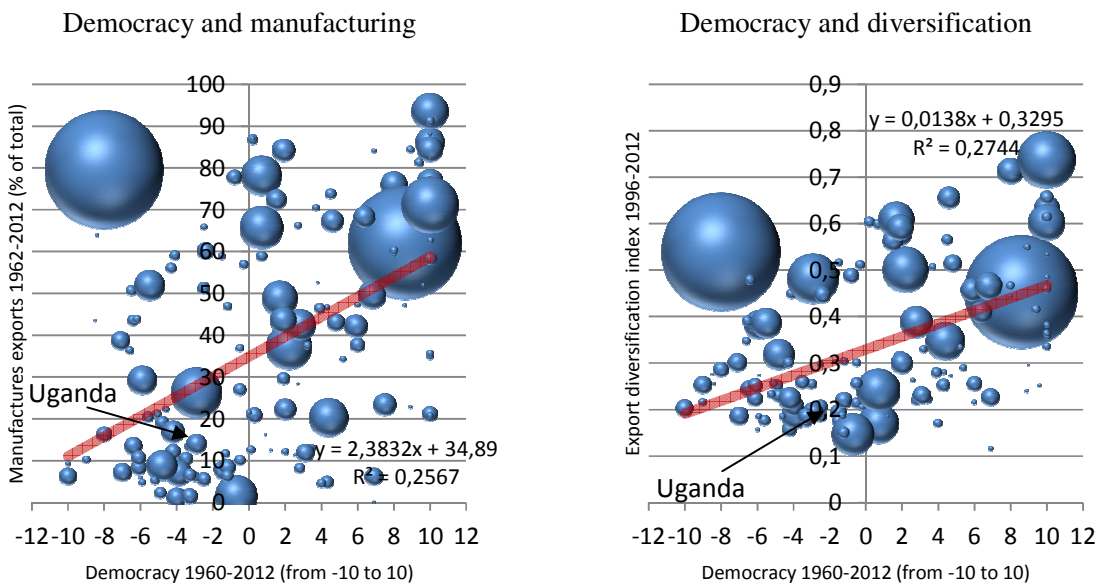 Democracy and manufacturing
Manufactures exports 1962-2012 (% of total)
100
90
80
70
60
50
40
30
20
10
0
Uganda
y = 2,3832x + 34,89
R² = 0,2567
-12 -10 -8 -6 -4 -2 0 2 4 6 8 10 12
Democracy 1960-2012 (from -10 to 10)
Democracy and diversification
Export diversification index 1996-2012
0,9
0,8
0,7
0,6
0,5
0,4
0,3
0,2
0,1
0
y = 0,0138x + 0,3295
R² = 0,2744
Uganda
-12 -10 -8 -6 -4 -2 0 2 4 6 8 10 12
Democracy 1960-2012 (from -10 to 10)